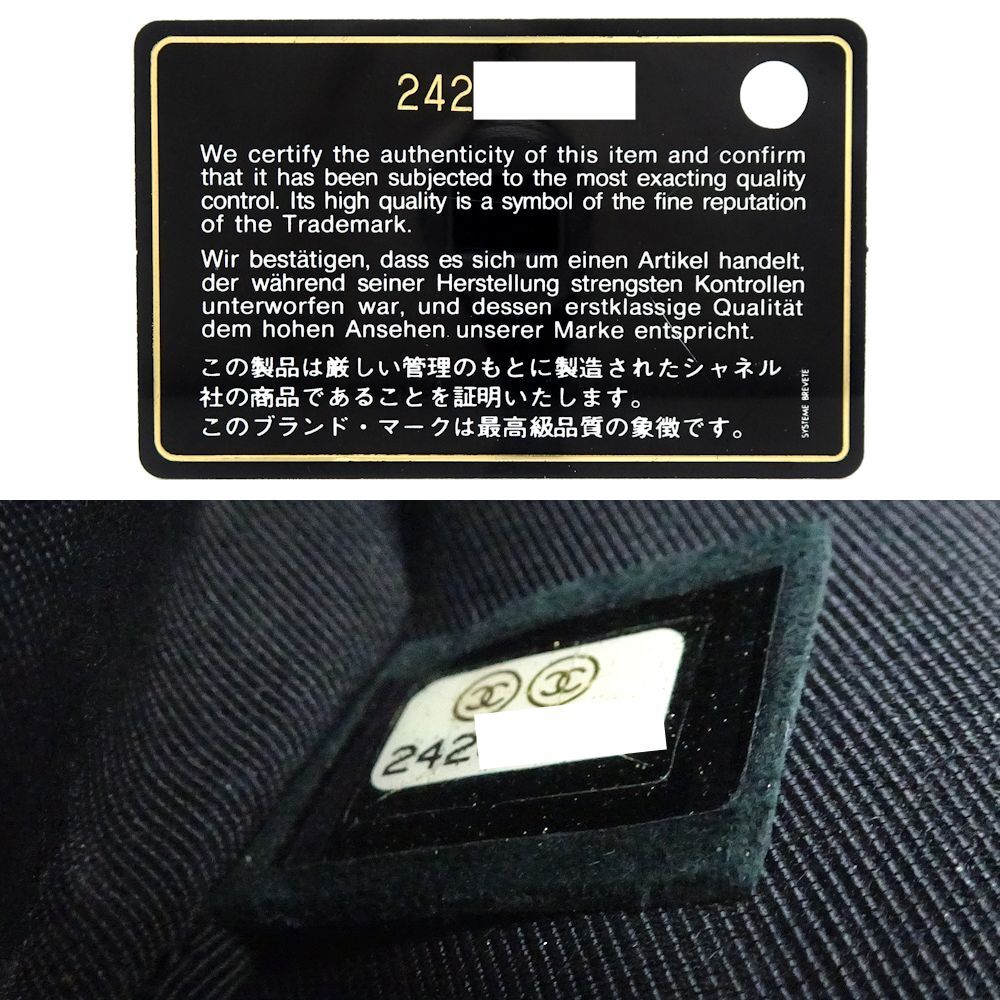 242
We certify the authenticity of this item and confirm
that it has been subjected to the most exacting quality
control. Its high quality is a symbol of the fine reputation
of the Trademark.
Wir bestätigen, dass es sich um einen Artikel handelt,
der während seiner Herstellung strengsten Kontrollen
unterworfen war, und dessen erstklassige Qualität
dem hohen Ansehen unserer Marke entspricht.
この製品は厳しい管理のもとに製造されたシャネル
社の商品であることを証明いたします。
このブランド・マークは最高級品質の象徴です。
SYSTEME BREVETE
242